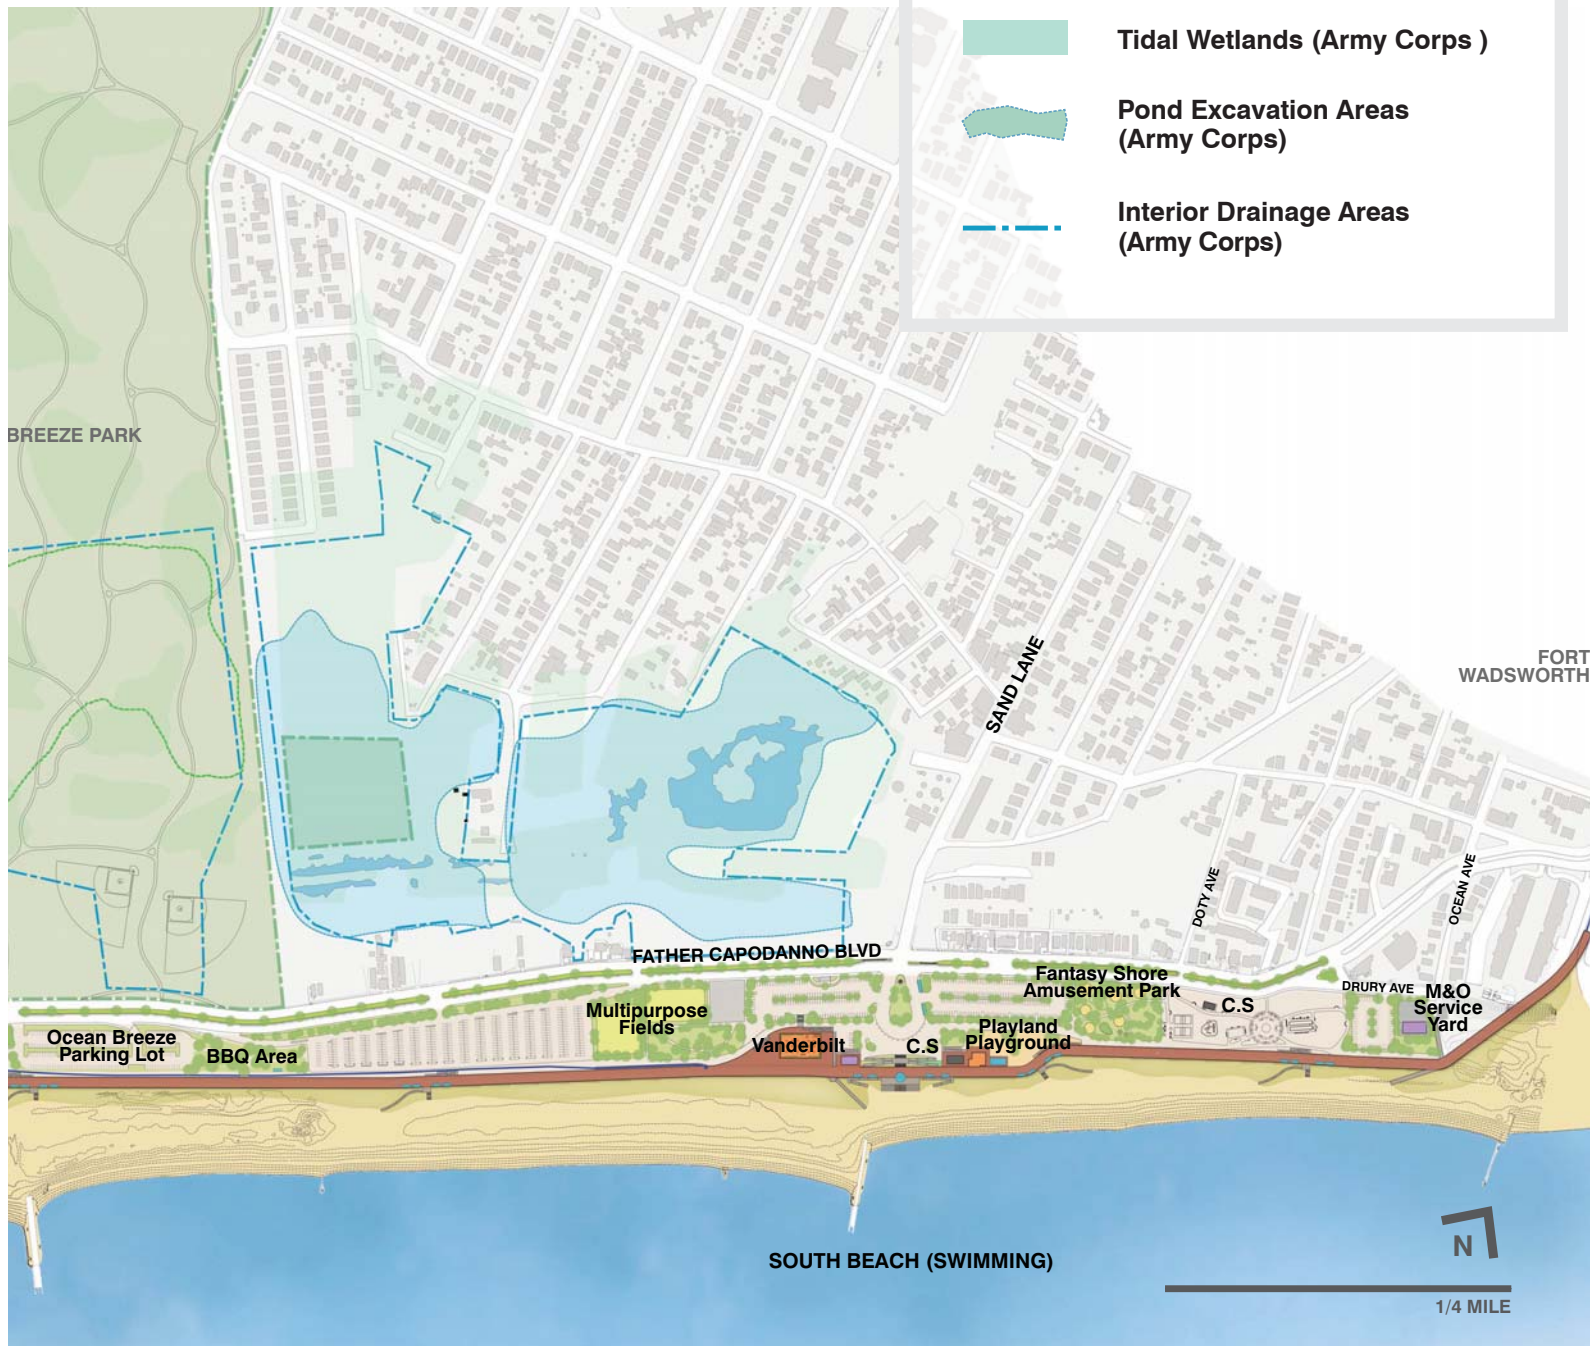 Tidal Wetlands (Army Corps )
Pond Excavation Areas
(Army Corps)
Interior Drainage Areas
(Army Corps)
BREEZE PARK
FORT
WADSWORTH
SAND LANE
DOTY AVE
OCEAN AVE
FATHER CAPODANNO BLVD
Fantasy Shore
Amusement Park
DRURY AVE
M&O
Service
Yard
C.S
Multipurpose
Fields
Ocean Breeze
Parking Lot
BBQ Area
Vanderbilt
C.S
Playland
Playground
SOUTH BEACH (SWIMMING)
N
1/4 MILE